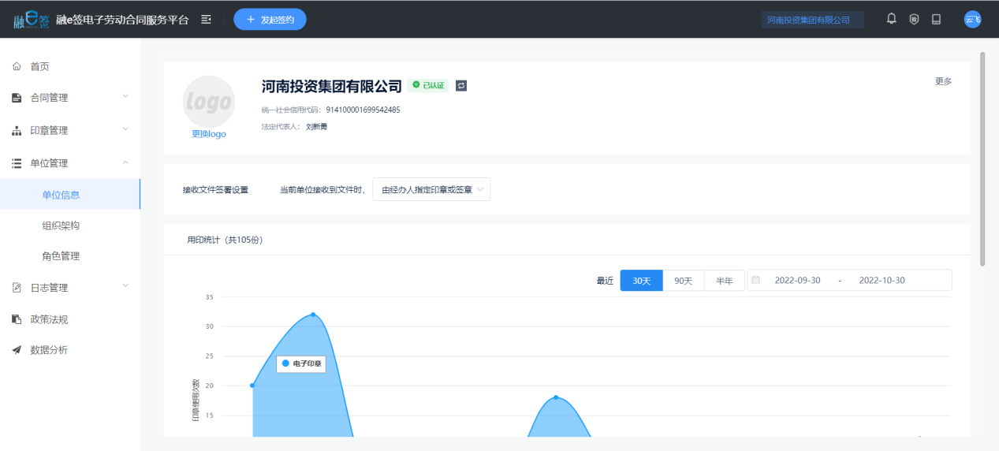 融e签 融e签电子劳动合同服务平台 + 发起签约 河南投资集团有限公司 云飞
首页
合同管理
印章管理
单位管理
单位信息
组织架构
角色管理
日志管理
政策法规
数据分析
logo
更换logo
河南投资集团有限公司 已认证
更多
统一社会信用代码: 914100001699542485
法定代表人: 刘新勇
接收文件签署设置 当前单位接收到文件时, 由经办人指定印章或签章
用印统计（共105份）
最近 30天 90天 半年 2022-09-30 - 2022-10-30
35
30
25
20
15
印章使用次数
电子印章